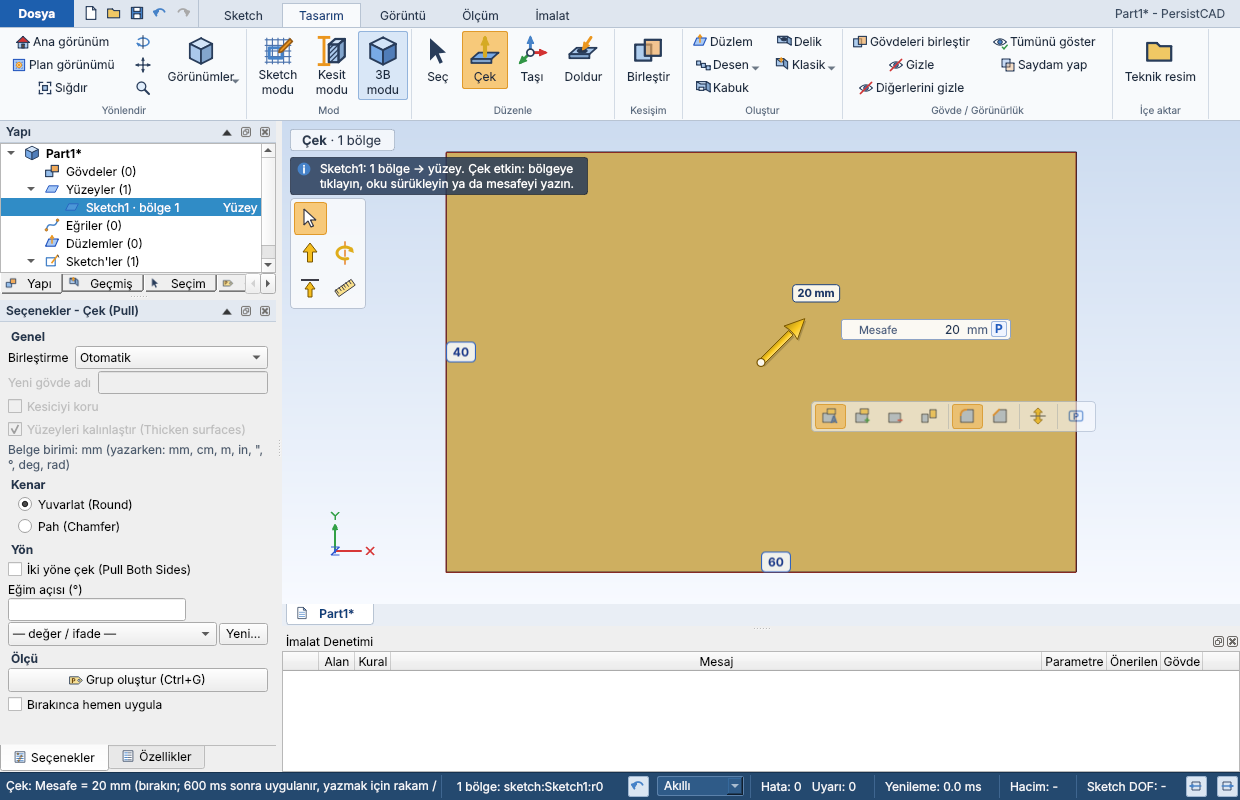 Dosya
Sketch
Tasarım
Görüntü
Ölçüm
İmalat
Part1* - PersistCAD
Ana görünüm
Plan görünümü
Sığdır
Görünümler
Yönlendir
Sketch modu
Kesit modu
3B modu
Mod
Seç
Çek
Taşı
Doldur
Düzenle
Birleştir
Kesişim
Düzlem
Desen
Kabuk
Delik
Klasik
Oluştur
Gövdeleri birleştir
Gizle
Diğerlerini gizle
Tümünü göster
Saydam yap
Gövde / Görünürlük
Teknik resim
İçe aktar
Yapı
Part1*
Gövdeler (0)
Yüzeyler (1)
Sketch1 · bölge 1 Yüzey
Eğriler (0)
Düzlemler (0)
Sketch'ler (1)
Yapı
Geçmiş
Seçim
Seçenekler - Çek (Pull)
Genel
Birleştirme Otomatik
Yeni gövde adı
Kesiciyi koru
Yüzeyleri kalınlaştır (Thicken surfaces)
Belge birimi: mm (yazarken: mm, cm, m, in, ",
°, deg, rad)
Kenar
Yuvarlat (Round)
Pah (Chamfer)
Yön
İki yöne çek (Pull Both Sides)
Eğim açısı (°)
— değer / ifade — Yeni...
Ölçü
P Grup oluştur (Ctrl+G)
Bırakınca hemen uygula
Seçenekler
Özellikler
Çek · 1 bölge
i Sketch1: 1 bölge → yüzey. Çek etkin: bölgeye
tıklayın, oku sürükleyin ya da mesafeyi yazın.
20 mm
Mesafe 20 mm P
40
P
60
Y
X
Z
Part1*
İmalat Denetimi
Alan Kural Mesaj Parametre Önerilen Gövde
Çek: Mesafe = 20 mm (bırakın; 600 ms sonra uygulanır, yazmak için rakam /
1 bölge: sketch:Sketch1:r0
Akıllı
Hata: 0 Uyarı: 0
Yenileme: 0.0 ms
Hacim: -
Sketch DOF: -